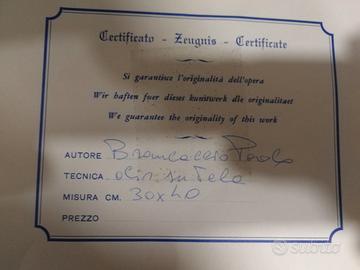 Certificato - Zeugnis - Certificate
Si garantisce l'originalità dell'opera
Wir haften fuer dieses kunstwerk die originalitaet
We guarantee the originality of this work
AUTORE Brancaccio Paolo
TECNICA olio su Tela
MISURA CM. 30x40
PREZZO
subito